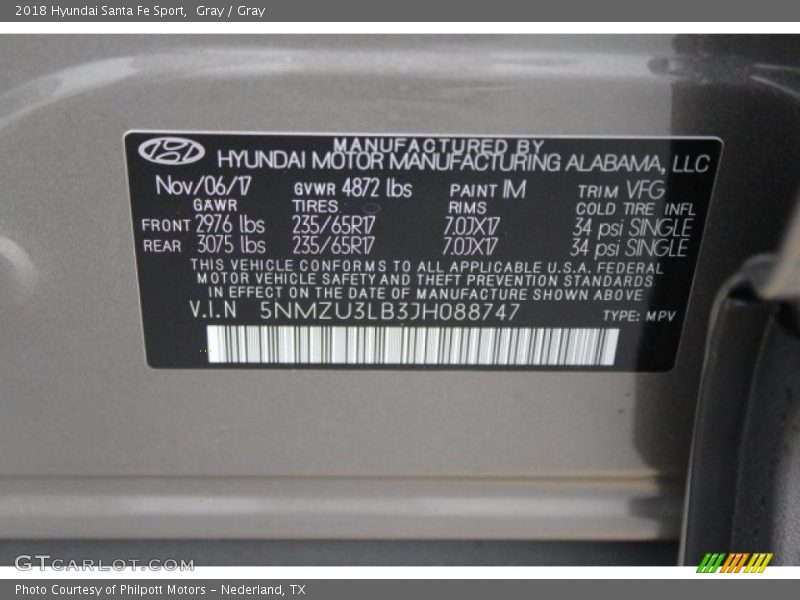 2018 Hyundai Santa Fe Sport,  Gray / Gray
MANUFACTURED BY
HYUNDAI MOTOR MANUFACTURING ALABAMA, LLC
Nov/06/17 GVWR 4872 lbs PAINT IM TRIM VFG
GAWR TIRES RIMS COLD TIRE INFL
FRONT 2976 lbs 235/65R17 7.0JX17 34 psi SINGLE
REAR 3075 lbs 235/65R17 7.0JX17 34 psi SINGLE
THIS VEHICLE CONFORMS TO ALL APPLICABLE U.S.A. FEDERAL
MOTOR VEHICLE SAFETY AND THEFT PREVENTION STANDARDS
IN EFFECT ON THE DATE OF MANUFACTURE SHOWN ABOVE
V.I.N 5NMZU3LB3JH088747 TYPE: MPV
GTCARLOT.COM
Photo Courtesy of Philpott Motors - Nederland, TX